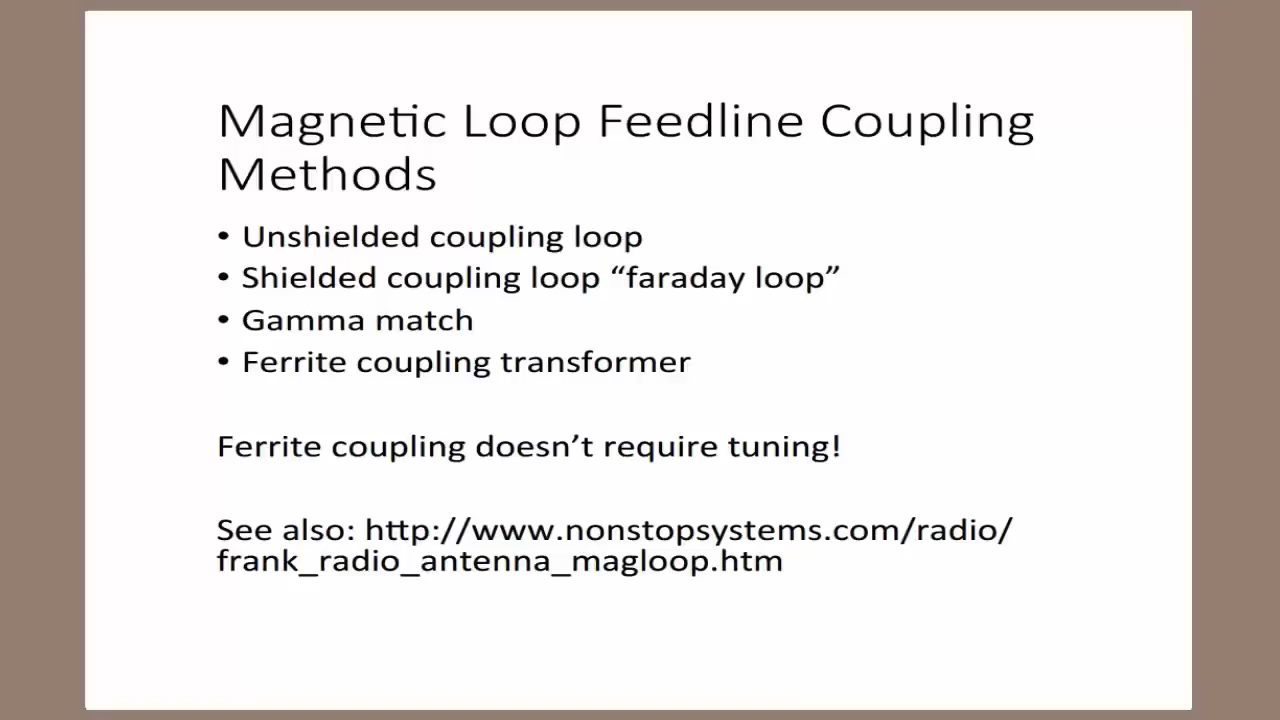 Magnetic Loop Feedline Coupling
Methods
• Unshielded coupling loop
• Shielded coupling loop “faraday loop”
• Gamma match
• Ferrite coupling transformer
Ferrite coupling doesn’t require tuning!
See also: http://www.nonstopsystems.com/radio/
frank_radio_antenna_magloop.htm